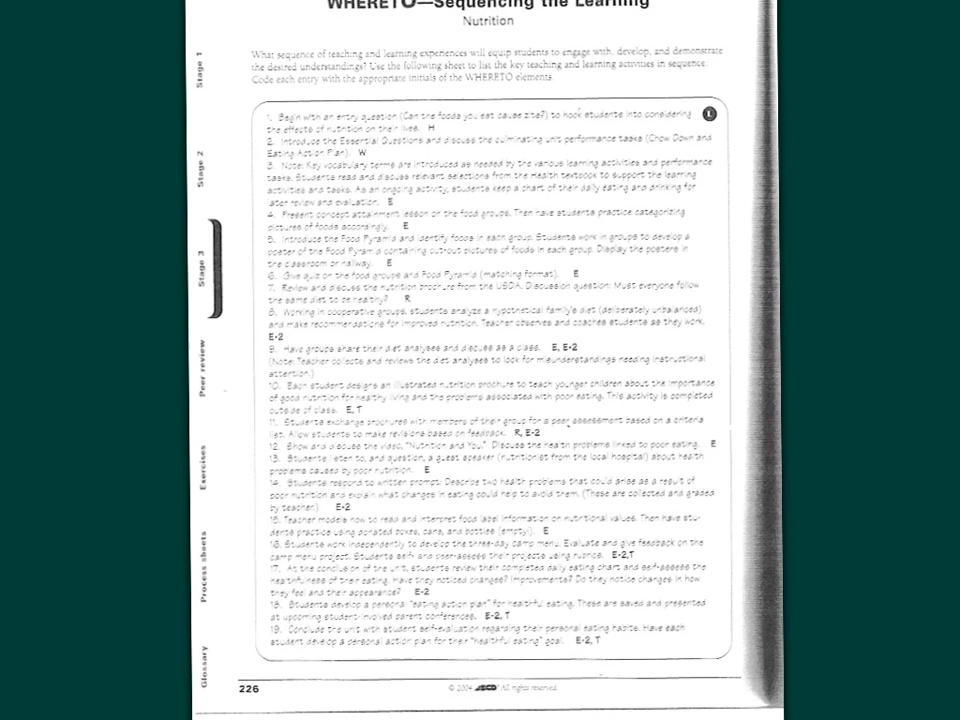 WHERETO—Sequencing the Learning
Nutrition
What sequence of teaching and learning experiences will equip students to engage with, develop, and demonstrate
the desired understandings? Use the following sheet to list the key teaching and learning activities in sequence.
Code each entry with the appropriate initials of the WHERETO elements.
1. Begin with an entry question (Can the foods you eat cause zits?) to hook students into considering
the effects of nutrition on their lives. H
L
2. Introduce the Essential Questions and discuss the culminating unit performance tasks (Chow Down and
Eating Action Plan). W
3. Note: Key vocabulary terms are introduced as needed by the various learning activities and performance
tasks. Students read and discuss relevant selections from the Health textbook to support the learning
activities and tasks. As an ongoing activity, students keep a chart of their daily eating and drinking for
later review and evaluation. E
4. Present concept attainment lesson on the food groups. Then have students practice categorizing
pictures of foods accordingly. E
5. Introduce the Food Pyramid and identify foods in each group. Students work in groups to develop a
poster of the Food Pyramid containing cut-out pictures of foods in each group. Display the posters in
the classroom or hallway. E
6. Give quiz on the food groups and Food Pyramid (matching format). E
7. Review and discuss the nutrition brochure from the USDA. Discussion question: Must everyone follow
the same diet to be healthy? R
8. Working in cooperative groups, students analyze a hypothetical family's diet (deliberately unbalanced)
and make recommendations for improved nutrition. Teacher observes and coaches students as they work.
E-2
9. Have groups share their diet analyses and discuss as a class. E, E-2
(Note: Teacher collects and reviews the diet analyses to look for misunderstandings needing instructional
attention.)
10. Each student designs an illustrated nutrition brochure to teach younger children about the importance
of good nutrition for healthy living and the problems associated with poor eating. This activity is completed
outside of class. E, T
11. Students exchange brochures with members of their group for a peer assessment based on a criteria
list. Allow students to make revisions based on feedback. R, E-2
12. Show and discuss the video, "Nutrition and You." Discuss the health problems linked to poor eating. E
13. Students listen to, and question, a guest speaker (nutritionist from the local hospital) about health
problems caused by poor nutrition. E
14. Students respond to written prompt: Describe two health problems that could arise as a result of
poor nutrition and explain what changes in eating could help to avoid them. (These are collected and graded
by teacher.) E-2
15. Teacher models how to read and interpret food label information on nutritional values. Then have stu-
dents practice using donated boxes, cans, and bottles (empty!). E
16. Students work independently to develop the three-day camp menu. Evaluate and give feedback on the
camp menu project. Students self- and peer-assess their projects using rubrics. E-2,T
17. At the conclusion of the unit, students review their completed daily eating chart and self-assess the
healthfulness of their eating. Have they noticed changes? Improvements? Do they notice changes in how
they feel and their appearance? E-2
18. Students develop a personal "eating action plan" for healthful eating. These are saved and presented
at upcoming student-involved parent conferences. E-2, T
19. Conclude the unit with student self-evaluation regarding their personal eating habits. Have each
student develop a personal action plan for their "healthful eating" goal. E-2, T
226
© 2004 ASCD All rights reserved.
Stage 1
Stage 2
Stage 3
Peer review
Exercises
Process sheets
Glossary